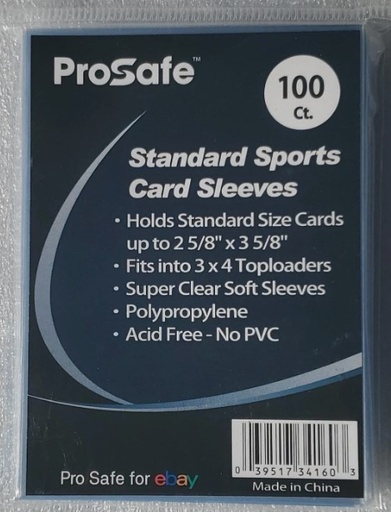 ProSafe™
100
Ct.
Standard Sports
Card Sleeves
• Holds Standard Size Cards
up to 2 5/8" x 3 5/8"
• Fits into 3 x 4 Toploaders
• Super Clear Soft Sleeves
• Polypropylene
• Acid Free - No PVC
Pro Safe for ebay
0 39517 34160 3
Made in China